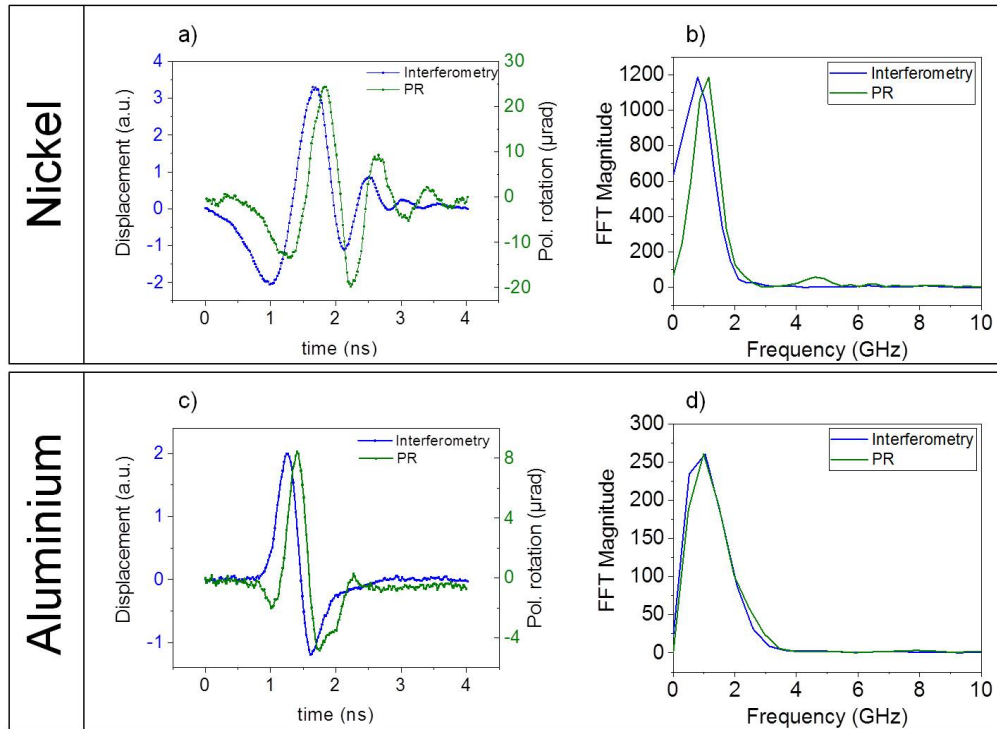 Nickel
a)
Displacement (a.u.)
4
3
2
1
0
-1
-2
Interferometry
PR
30
20
10
0
-10
-20
Pol. rotation (μrad)
0 1 2 3 4
time (ns)
b)
FFT Magnitude
1200
1000
800
600
400
200
0
Interferometry
PR
0 2 4 6 8 10
Frequency (GHz)
Aluminium
c)
Displacement (a.u.)
2
1
0
-1
Interferometry
PR
8
4
0
-4
Pol. rotation (μrad)
0 1 2 3 4
time (ns)
d)
FFT Magnitude
300
250
200
150
100
50
0
Interferometry
PR
0 2 4 6 8 10
Frequency (GHz)